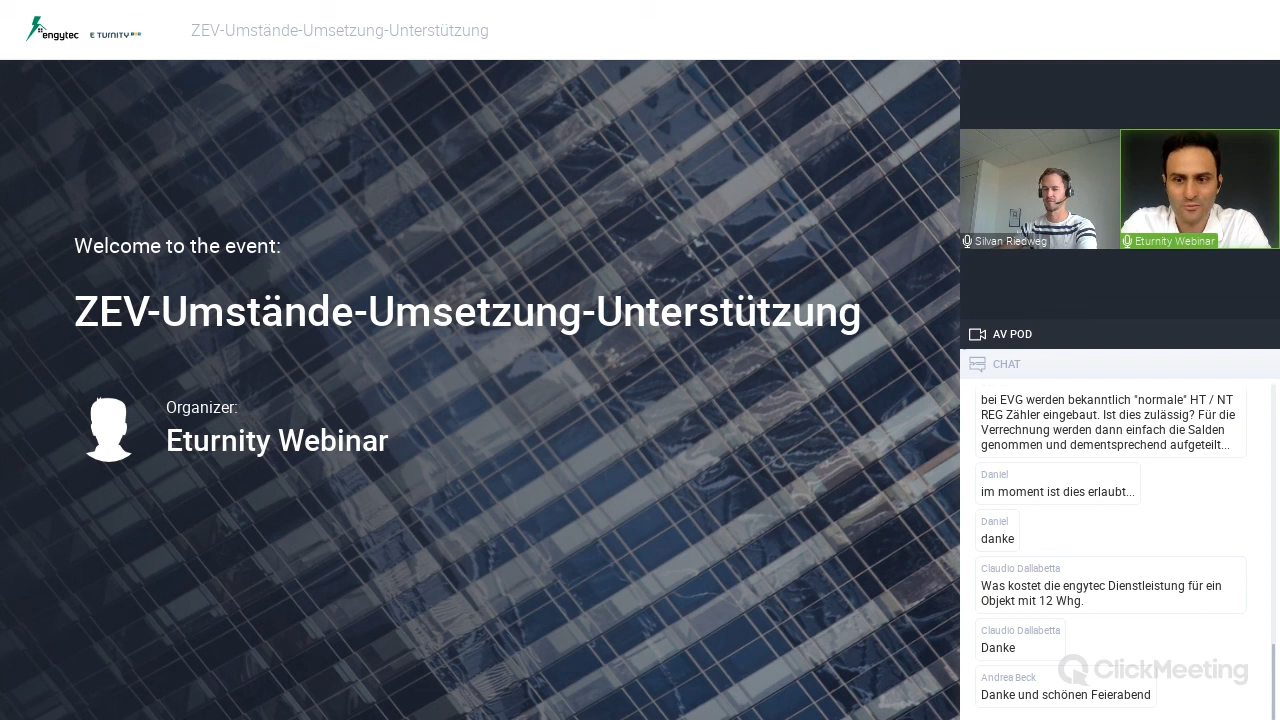 engytec
ETURNITY
ZEV-Umstände-Umsetzung-Unterstützung
Welcome to the event:
ZEV-Umstände-Umsetzung-Unterstützung
Organizer:
Eturnity Webinar
Silvan Riedweg
Eturnity Webinar
AV POD
CHAT
bei EVG werden bekanntlich "normale" HT / NT
REG Zähler eingebaut. Ist dies zulässig? Für die
Verrechnung werden dann einfach die Salden
genommen und dementsprechend aufgeteilt...
Daniel
im moment ist dies erlaubt...
Daniel
danke
Claudio Dallabetta
Was kostet die engytec Dienstleistung für ein
Objekt mit 12 Whg.
Claudio Dallabetta
Danke
Andrea Beck
Danke und schönen Feierabend
ClickMeeting